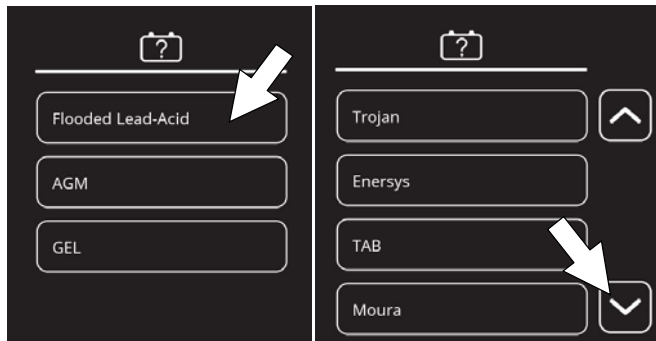 ?
Flooded Lead-Acid
AGM
GEL
?
Trojan
Enersys
TAB
Moura